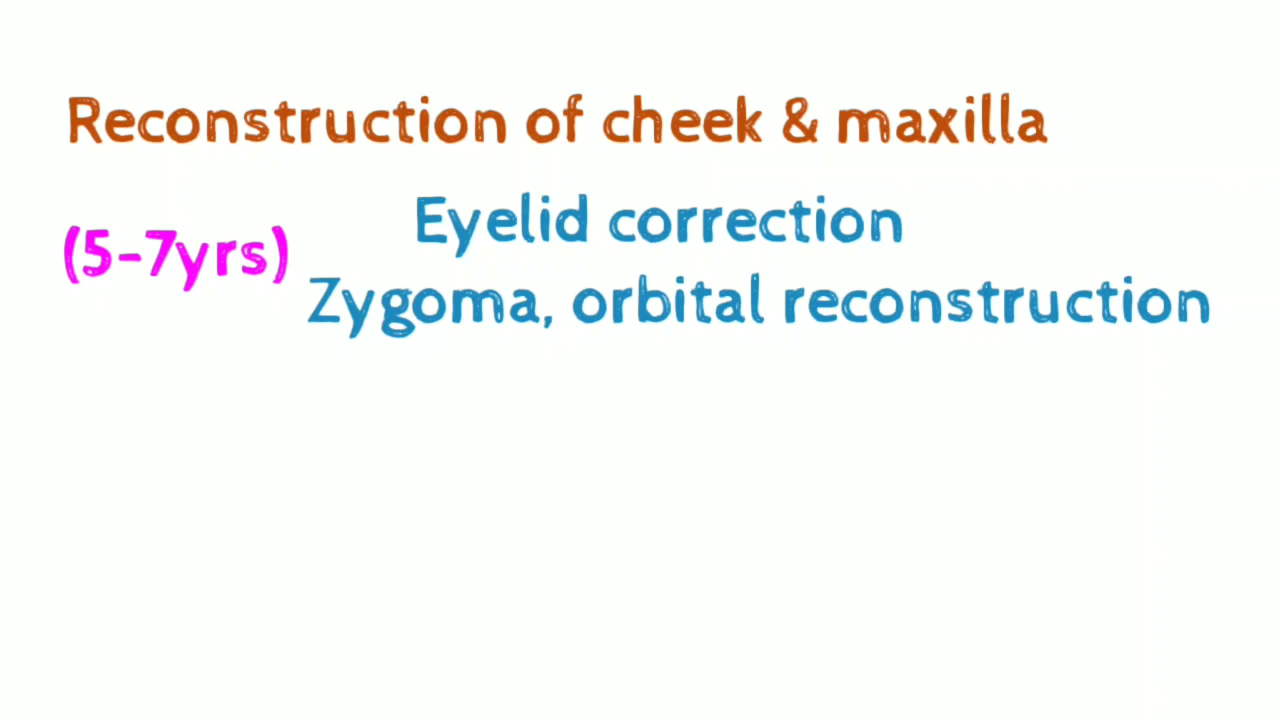 Reconstruction of cheek & maxilla
Eyelid correction
(5-7yrs)
Zygoma, orbital reconstruction